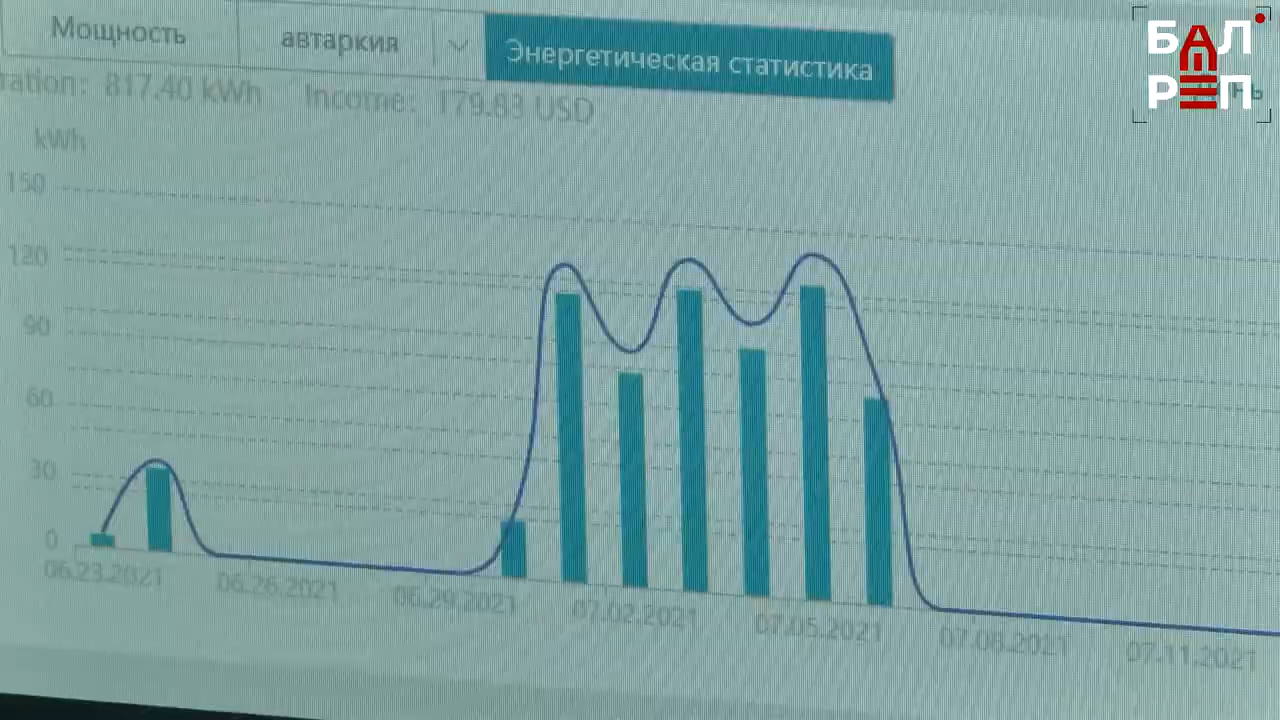 Мощность автаркия Энергетическая статистика
817.40 kWh Income: USD
kWh
150
120
90
60
30
0
06.23.2021 06.26.2021 06.29.2021 07.02.2021 07.05.2021 07.08.2021 07.11.2021
БАЛ
РЕП